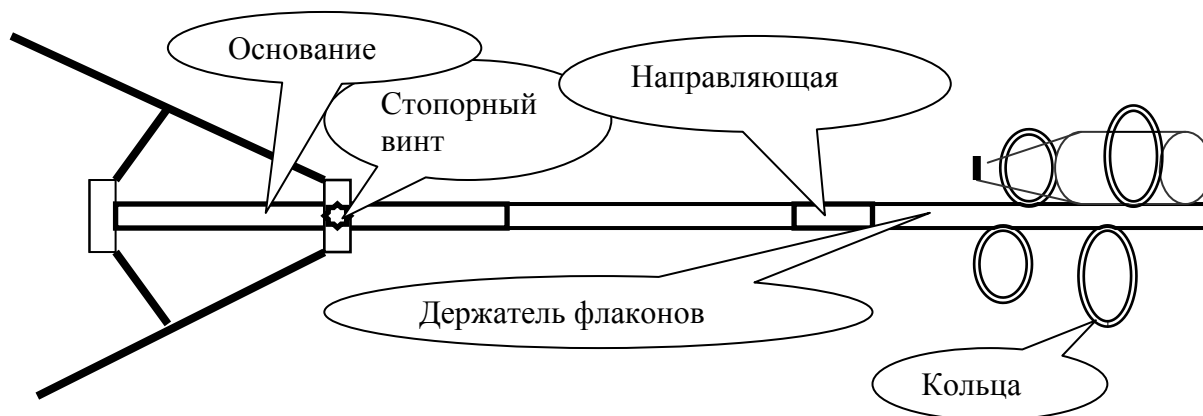 Основание
Стопорный
винт
Направляющая
Держатель флаконов
Кольца